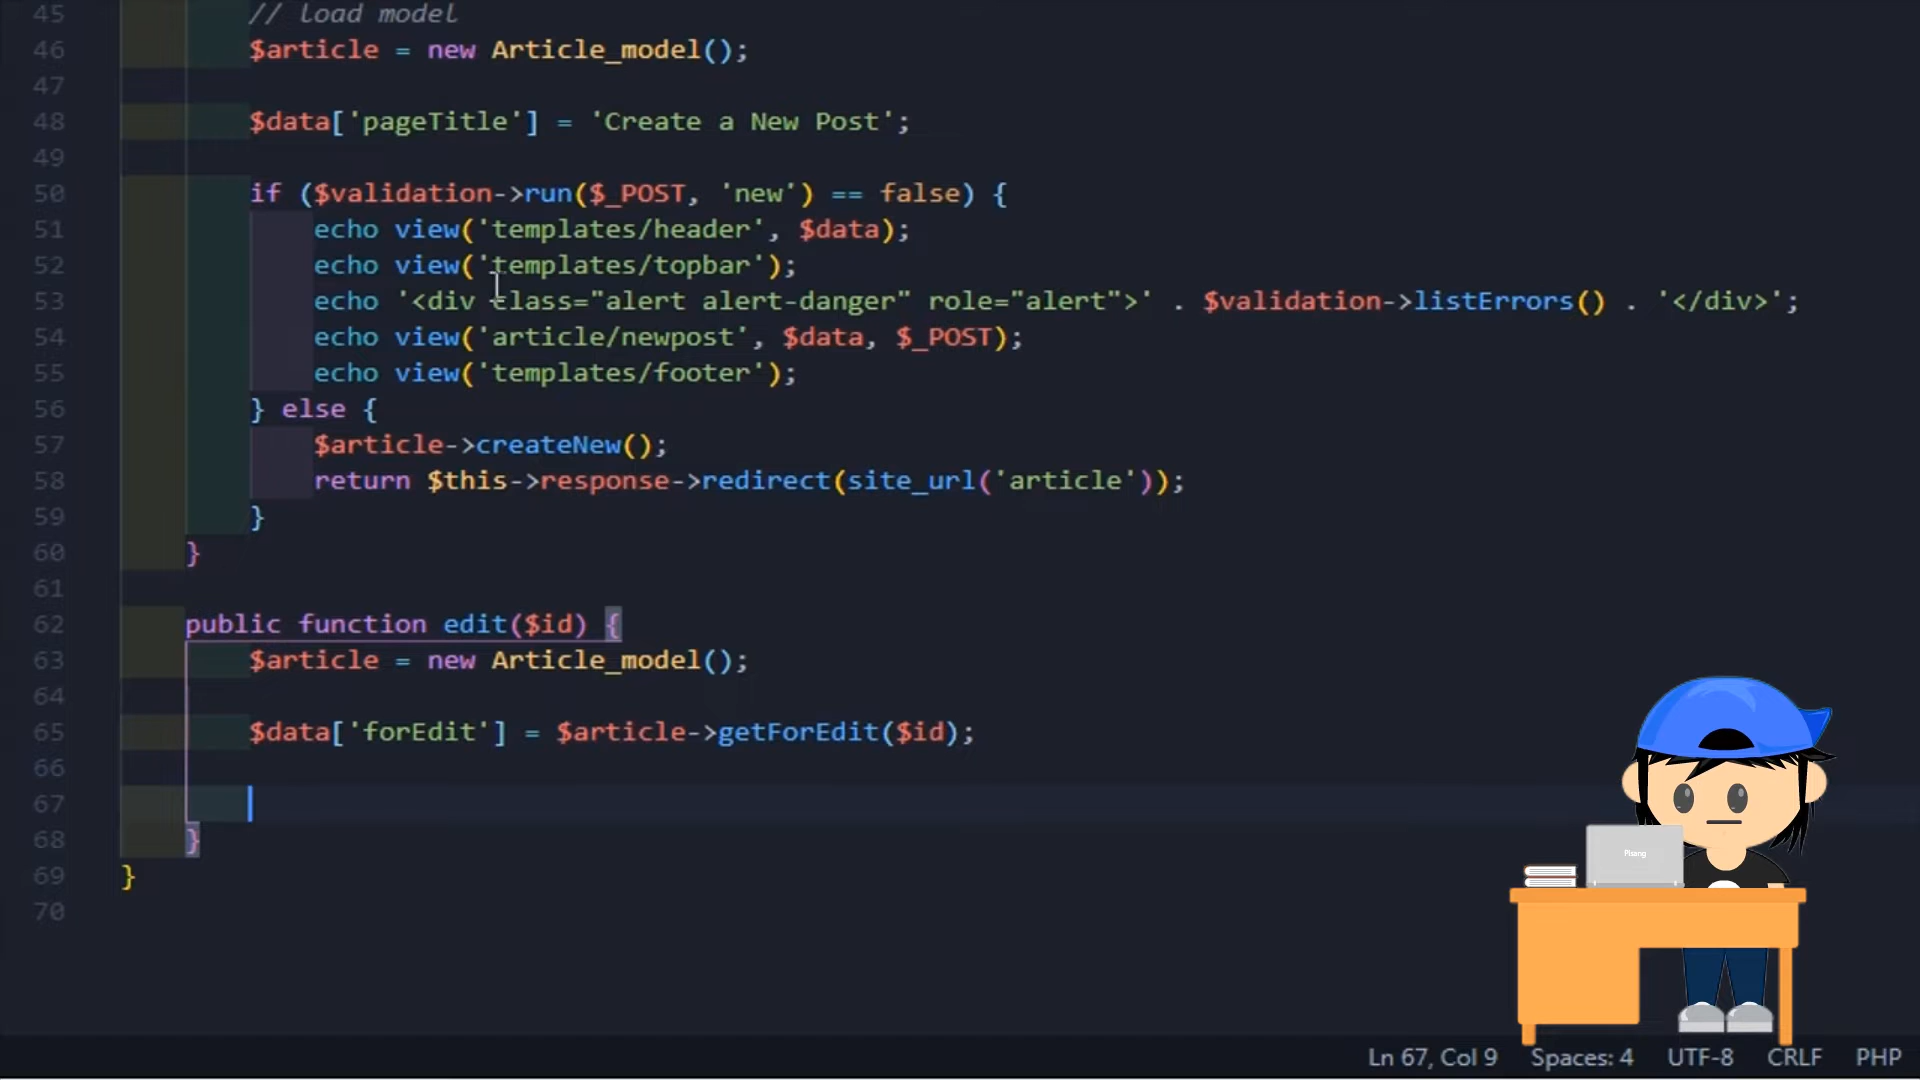 45 // load model
46 $article = new Article_model();
47
48 $data['pageTitle'] = 'Create a New Post';
49
50 if ($validation->run($_POST, 'new') == false) {
51 echo view('templates/header', $data);
52 echo view('templates/topbar');
53 echo '<div class="alert alert-danger" role="alert">' . $validation->listErrors() . '</div>';
54 echo view('article/newpost', $data, $_POST);
55 echo view('templates/footer');
56 } else {
57 $article->createNew();
58 return $this->response->redirect(site_url('article'));
59 }
60 }
61
62 public function edit($id) {
63 $article = new Article_model();
64
65 $data['forEdit'] = $article->getForEdit($id);
66
67
68 }
69 }
70
Pisang
Ln 67, Col 9 Spaces: 4 UTF-8 CRLF PHP